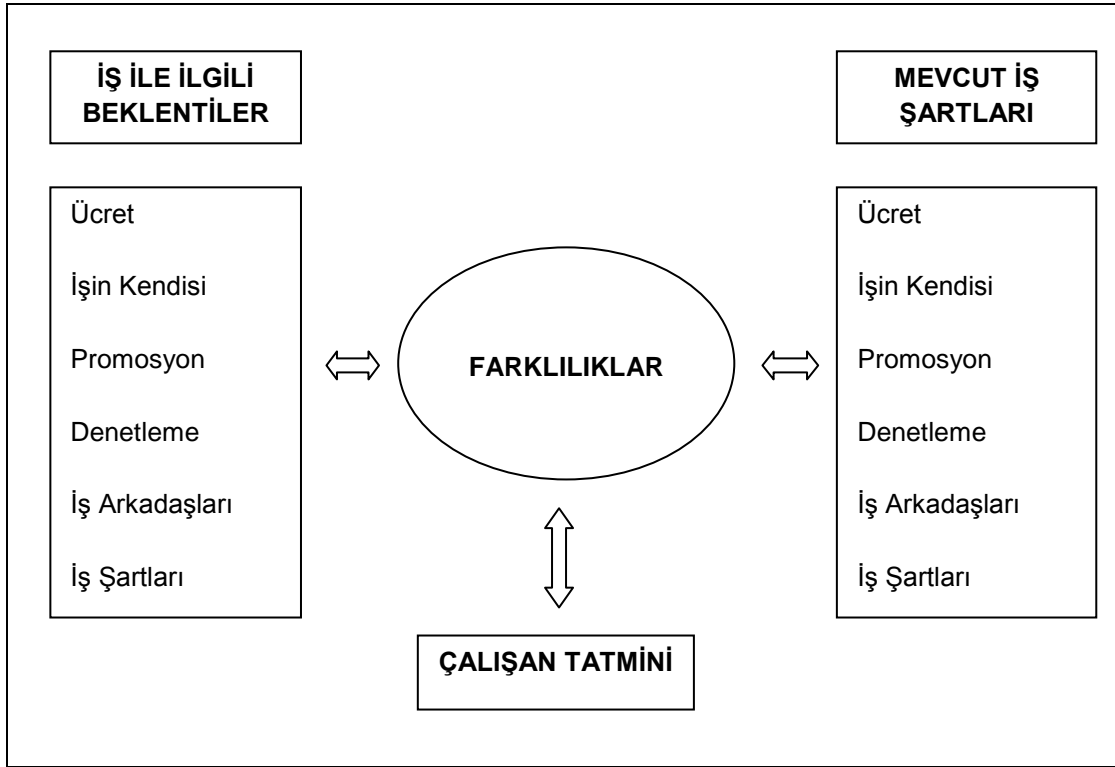 İŞ İLE İLGİLİ
BEKLENTİLER
MEVCUT İŞ
ŞARTLARI
Ücret
İşin Kendisi
Promosyon
Denetleme
İş Arkadaşları
İş Şartları
FARKLILIKLAR
Ücret
İşin Kendisi
Promosyon
Denetleme
İş Arkadaşları
İş Şartları
ÇALIŞAN TATMİNİ